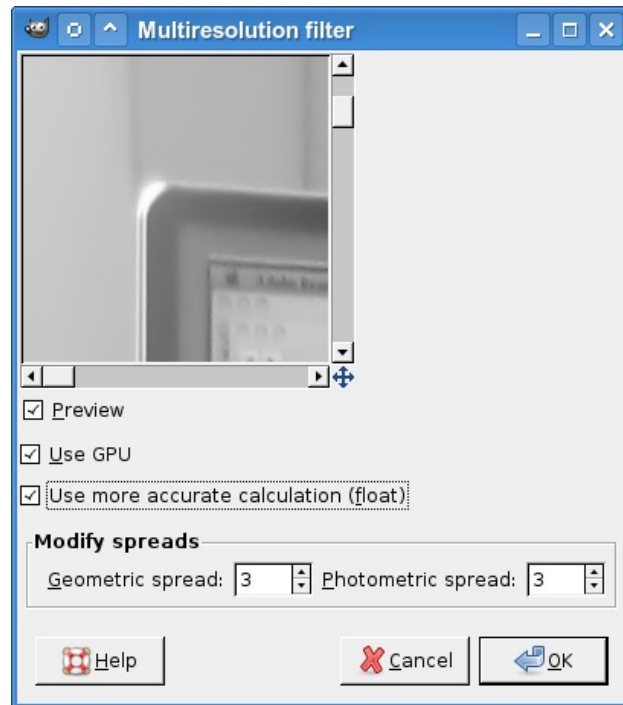 Multiresolution filter
Preview
Use GPU
Use more accurate calculation (float)
Modify spreads
Geometric spread: 3 Photometric spread: 3
Help Cancel OK